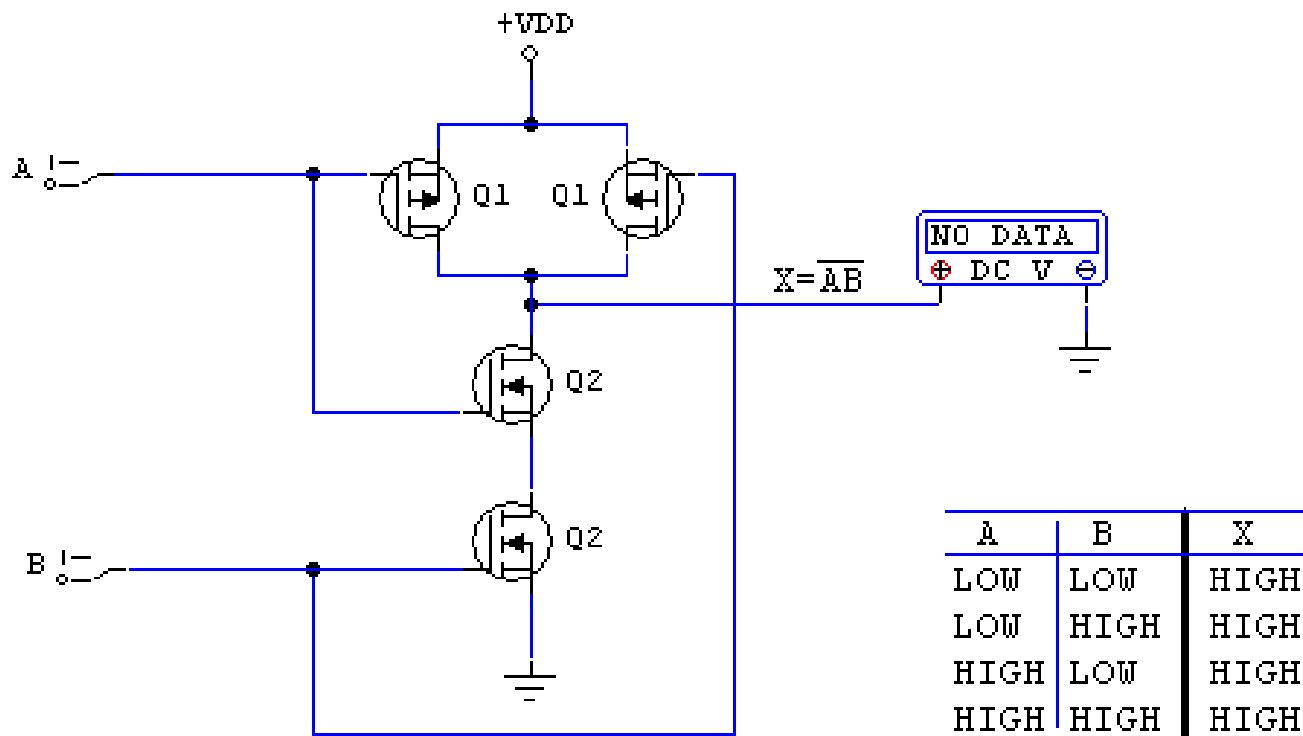 +VDD
A
Q1
Q1
NO DATA
DC V
X=A̅B̅
Q2
Q2
B
A B X
LOW LOW HIGH
LOW HIGH HIGH
HIGH LOW HIGH
HIGH HIGH HIGH